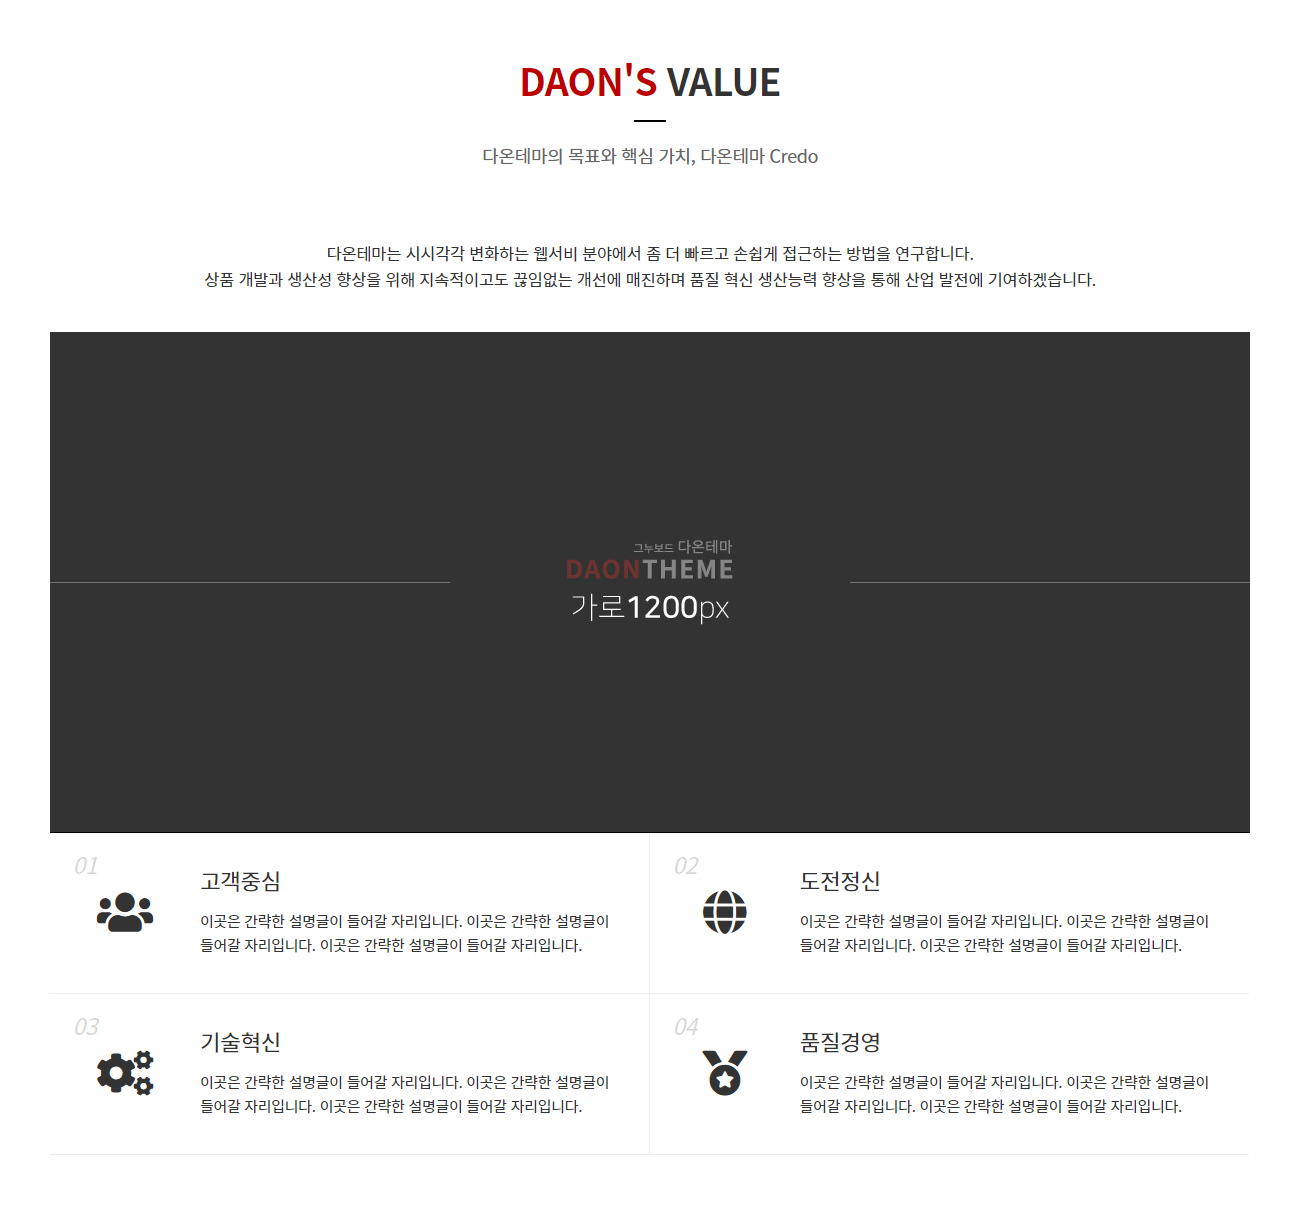 DAON'S VALUE
다온테마의 목표와 핵심 가치, 다온테마 Credo
다온테마는 시시각각 변화하는 웹서비 분야에서 좀 더 빠르고 손쉽게 접근하는 방법을 연구합니다.
상품 개발과 생산성 향상을 위해 지속적이고도 끊임없는 개선에 매진하며 품질 혁신 생산능력 향상을 통해 산업 발전에 기여하겠습니다.
그누보드 다온테마
DAONTHEME
가로1200px
01
고객중심
이곳은 간략한 설명글이 들어갈 자리입니다. 이곳은 간략한 설명글이
들어갈 자리입니다. 이곳은 간략한 설명글이 들어갈 자리입니다.
02
도전정신
이곳은 간략한 설명글이 들어갈 자리입니다. 이곳은 간략한 설명글이
들어갈 자리입니다. 이곳은 간략한 설명글이 들어갈 자리입니다.
03
기술혁신
이곳은 간략한 설명글이 들어갈 자리입니다. 이곳은 간략한 설명글이
들어갈 자리입니다. 이곳은 간략한 설명글이 들어갈 자리입니다.
04
품질경영
이곳은 간략한 설명글이 들어갈 자리입니다. 이곳은 간략한 설명글이
들어갈 자리입니다. 이곳은 간략한 설명글이 들어갈 자리입니다.